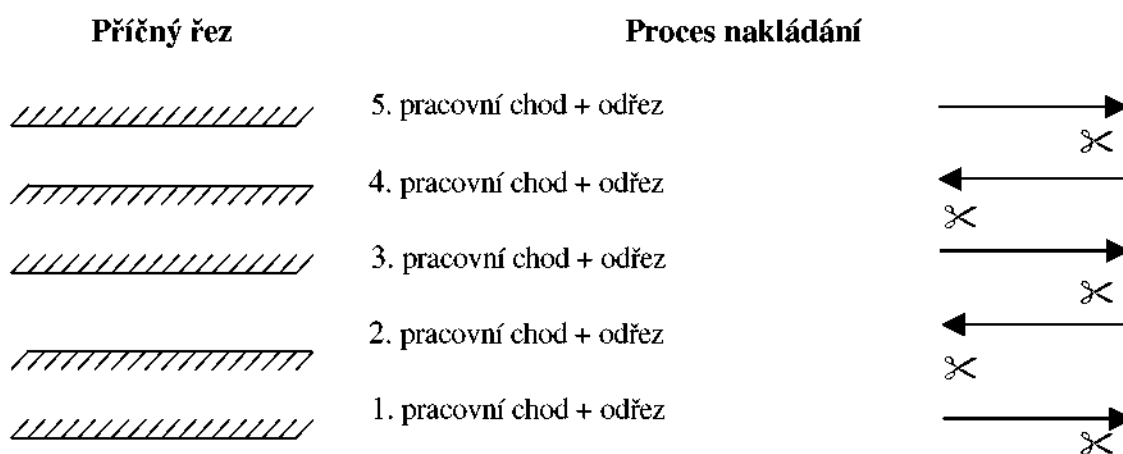 Příčný řez
Proces nakládání
5. pracovní chod + odřez
4. pracovní chod + odřez
3. pracovní chod + odřez
2. pracovní chod + odřez
1. pracovní chod + odřez